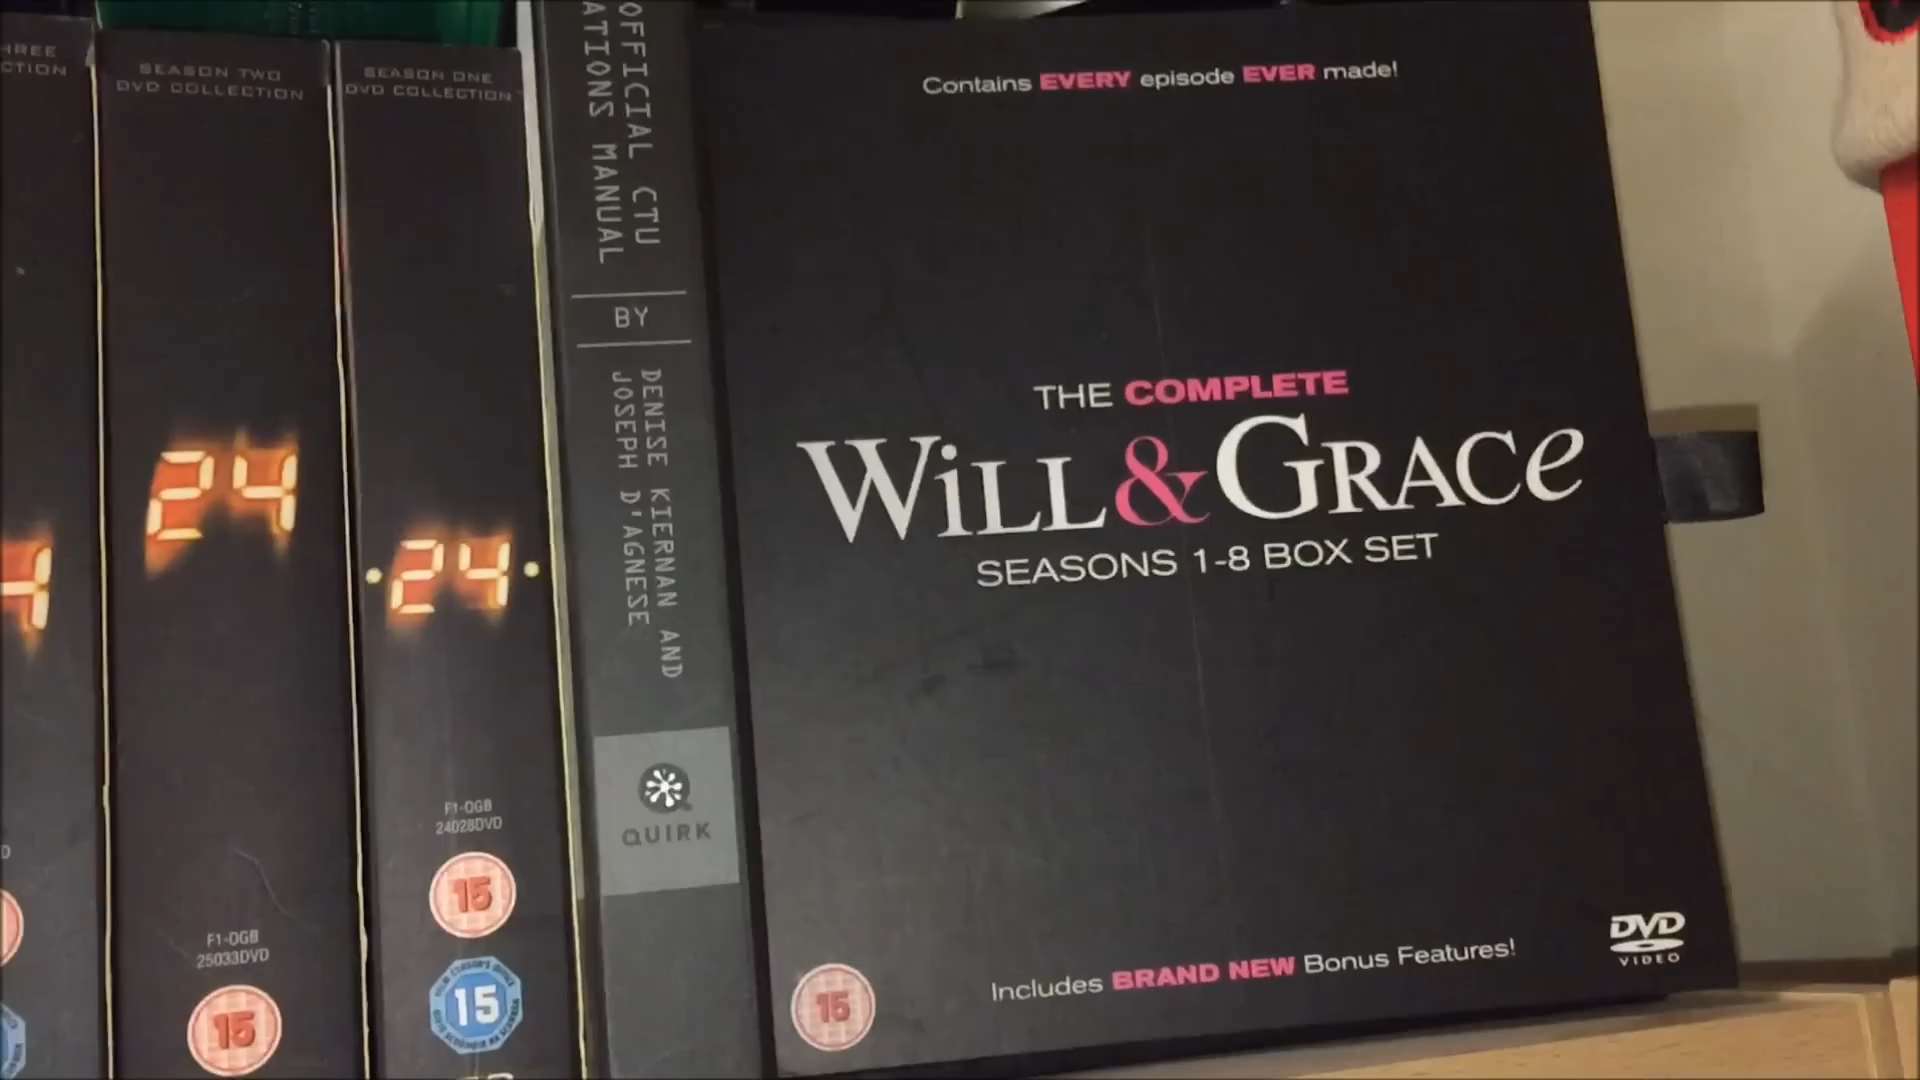 HREE
CTION
4
SEASON TWO
DVD COLLECTION
24
F1-OGB
25033DVD
15
SEASON ONE
DVD COLLECTION
24
F1-OGB
24028DVD
15
15
OFFICIAL CTU
ATIONS MANUAL
BY
DENISE KIERNAN AND
JOSEPH D'AGNESE
QUIRK
Contains EVERY episode EVER made!
THE COMPLETE
WiLL & GRACe
SEASONS 1-8 BOX SET
Includes BRAND NEW Bonus Features!
15
DVD
VIDEO